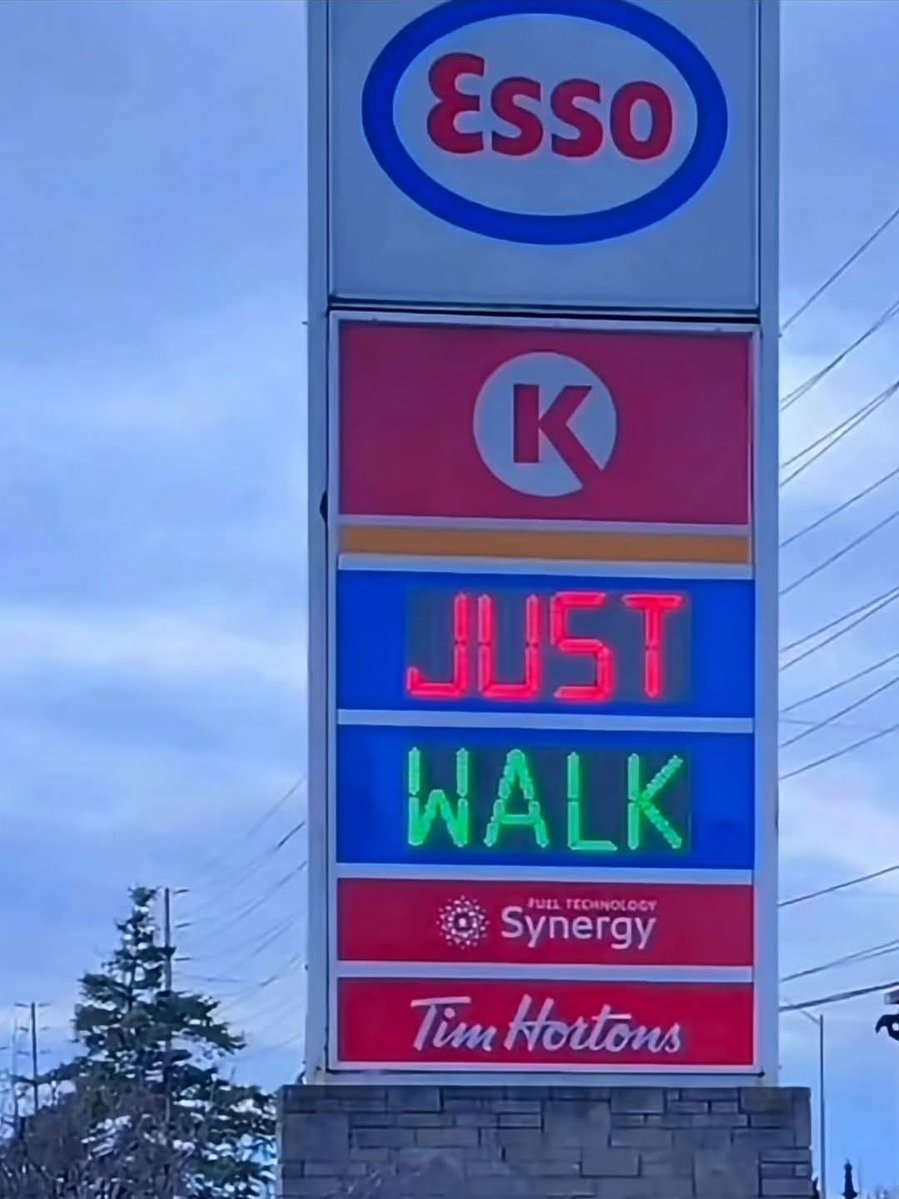 Esso
K
JUST
WALK
FUEL TECHNOLOGY
Synergy
Tim Hortons